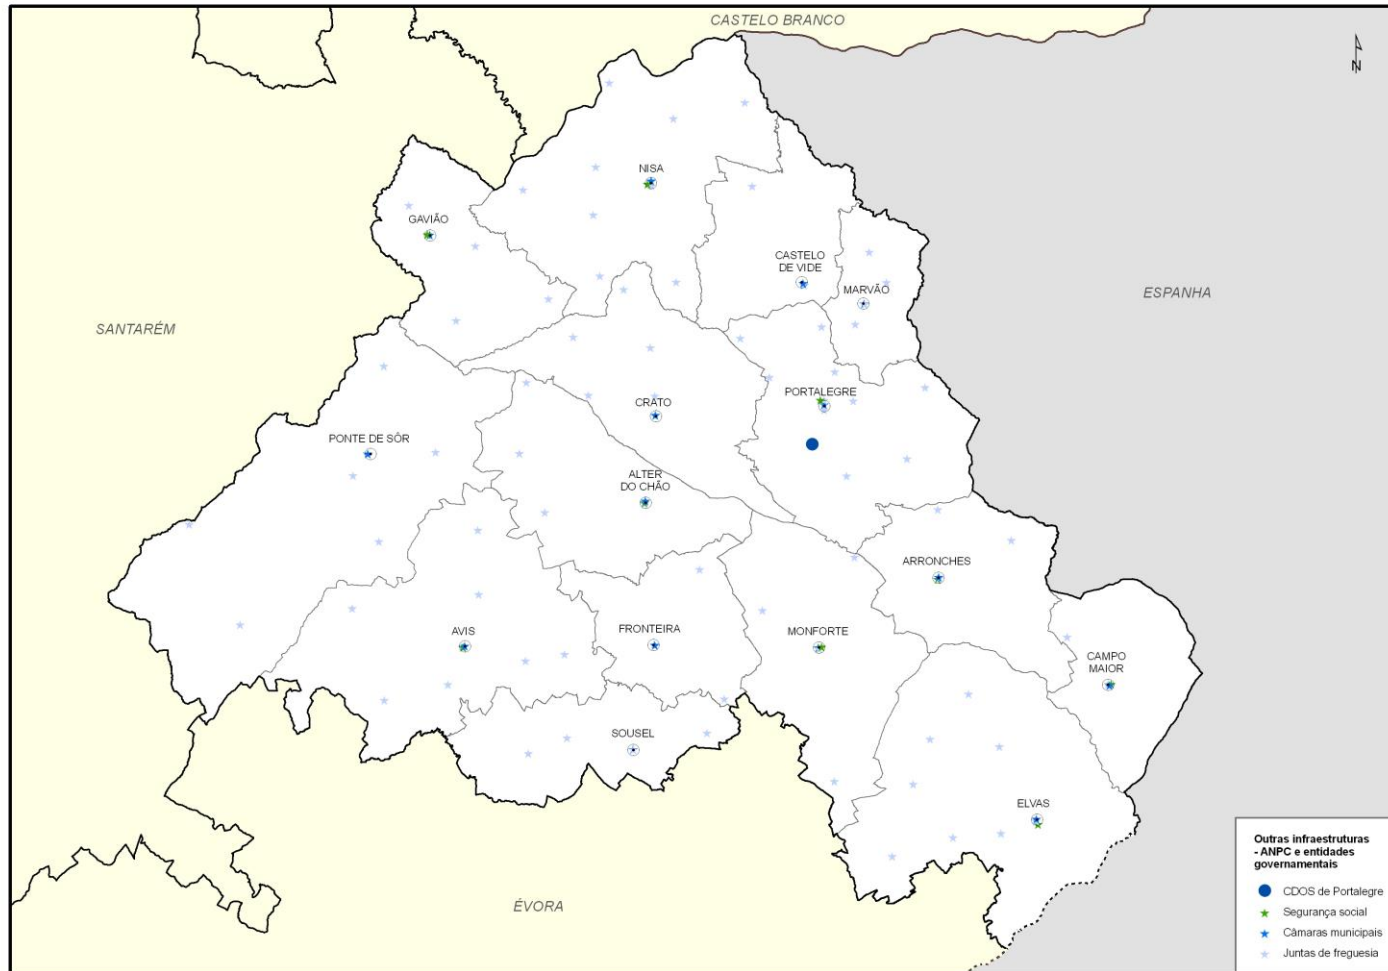 CASTELO BRANCO
N
NISA
GAVIÃO
CASTELO
DE VIDE
MARVÃO
ESPANHA
SANTARÉM
PORTALEGRE
CRATO
PONTE DE SÔR
ALTER
DO CHÃO
ARRONCHES
AVIS
FRONTEIRA
MONFORTE
CAMPO
MAIOR
SOUSEL
ELVAS
ÉVORA
Outras infraestruturas
- ANPC e entidades
governamentais
CDOS de Portalegre
Segurança social
Câmaras municipais
Juntas de freguesia